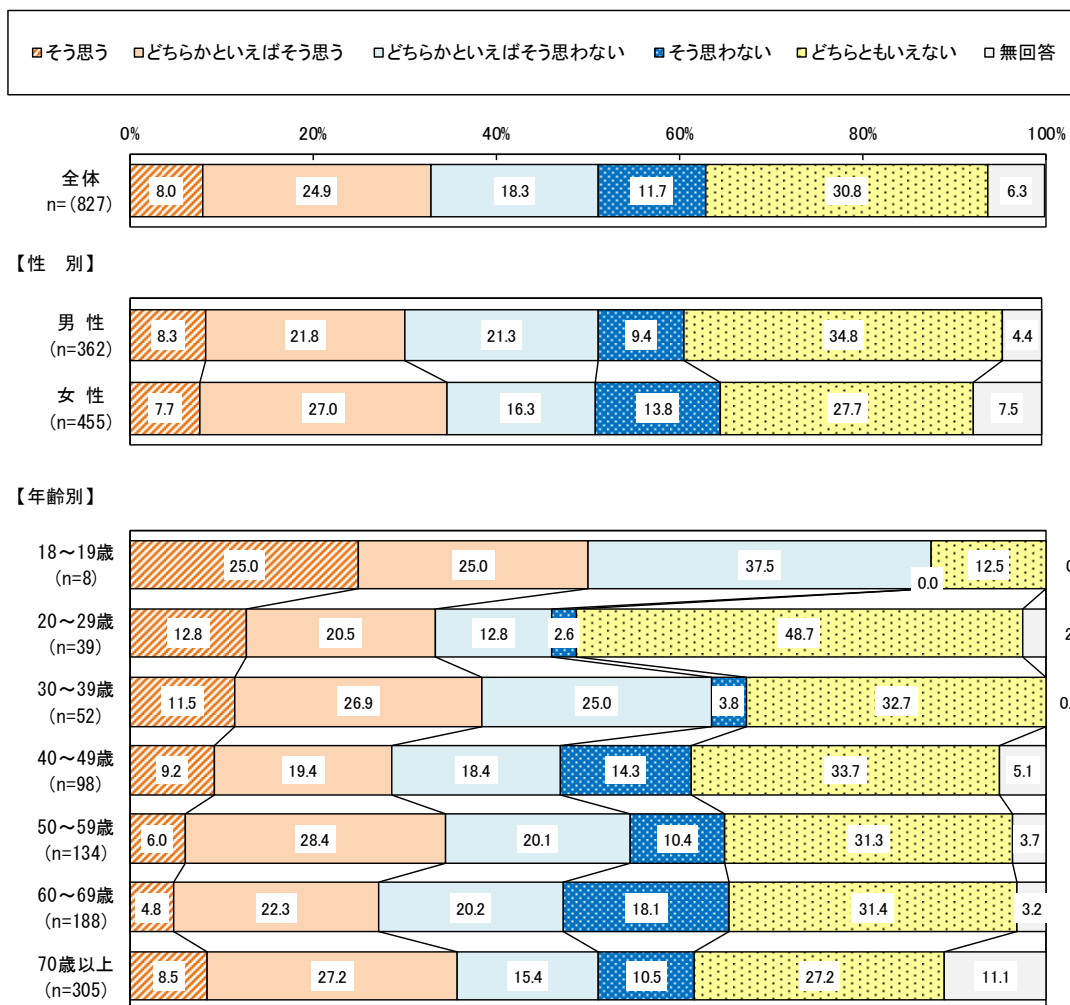 そう思う どちらかといえばそう思う どちらかといえばそう思わない そう思わない どちらともいえない 無回答
0% 20% 40% 60% 80% 100%
全体
n=(827)
8.0 24.9 18.3 11.7 30.8 6.3
【性 別】
男 性
(n=362)
8.3 21.8 21.3 9.4 34.8 4.4
女 性
(n=455)
7.7 27.0 16.3 13.8 27.7 7.5
【年齢別】
18～19歳
(n=8)
25.0 25.0 37.5 0.0 12.5
20～29歳
(n=39)
12.8 20.5 12.8 2.6 48.7
30～39歳
(n=52)
11.5 26.9 25.0 3.8 32.7
40～49歳
(n=98)
9.2 19.4 18.4 14.3 33.7 5.1
50～59歳
(n=134)
6.0 28.4 20.1 10.4 31.3 3.7
60～69歳
(n=188)
4.8 22.3 20.2 18.1 31.4 3.2
70歳以上
(n=305)
8.5 27.2 15.4 10.5 27.2 11.1